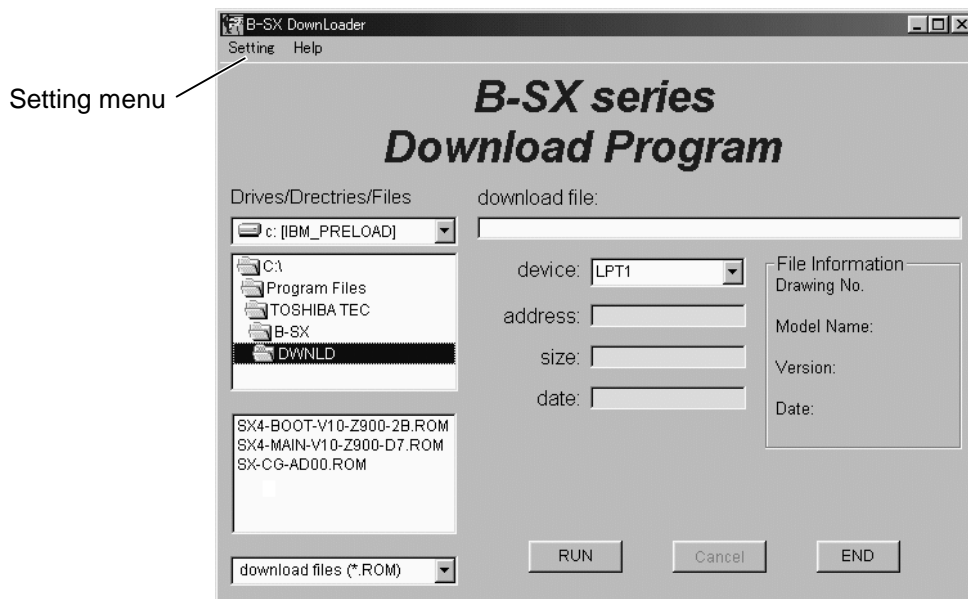 B-SX DownLoader
Setting Help
Setting menu
B-SX series
Download Program
Drives/Drectries/Files
download file:
c: [IBM_PRELOAD]
C:\
Program Files
TOSHIBA TEC
B-SX
DWNLD
device: LPT1
address:
size:
date:
File Information
Drawing No.
Model Name:
Version:
Date:
SX4-BOOT-V10-Z900-2B.ROM
SX4-MAIN-V10-Z900-D7.ROM
SX-CG-AD00.ROM
download files (*.ROM)
RUN
Cancel
END